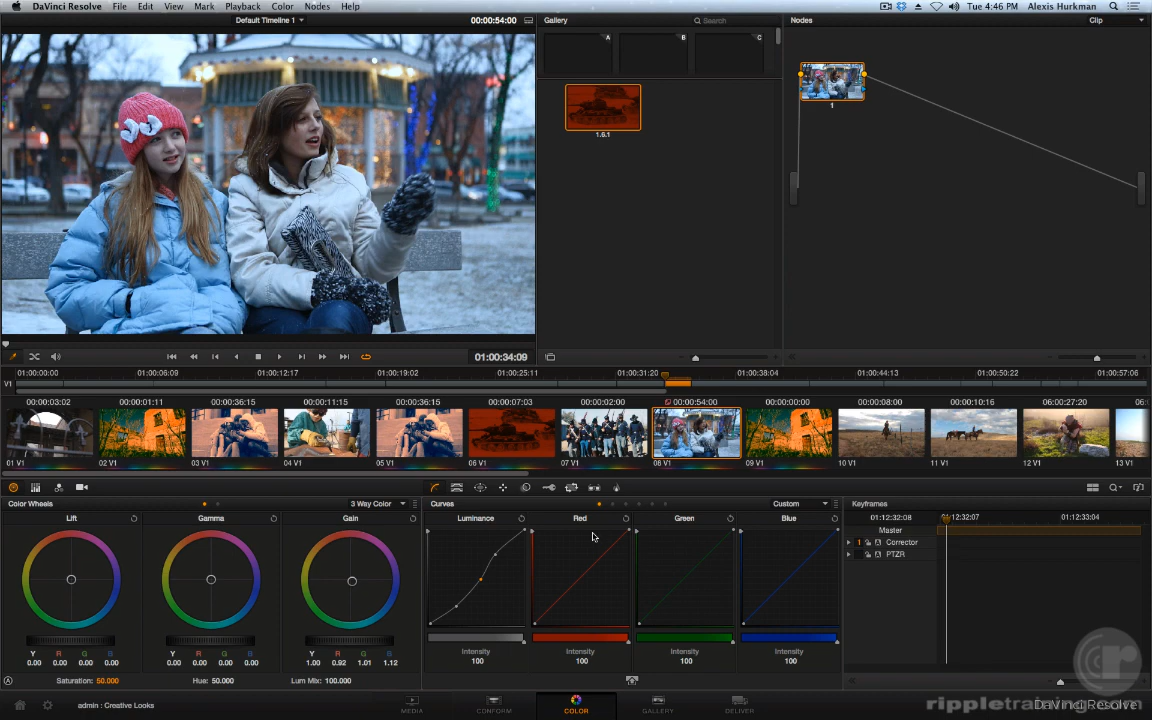 DaVinci Resolve File Edit View Mark Playback Color Nodes Help Tue 4:46 PM Alexis Hurkman
Default Timeline 1 00:00:54:00 Gallery Search Nodes Clip
A B C
1
1.6.1
01:00:34:09
01:00:00:00 01:00:06:09 01:00:12:17 01:00:19:02 01:00:25:11 01:00:31:20 01:00:38:04 01:00:44:13 01:00:50:22 01:00:57:06
V1
00:00:03:02 00:00:01:11 00:00:36:15 00:00:11:15 00:00:36:15 00:00:07:03 00:00:02:00 00:00:54:00 00:00:00:00 00:00:08:00 00:00:10:16 06:00:27:20 06:
01 V1 02 V1 03 V1 04 V1 05 V1 06 V1 07 V1 08 V1 09 V1 10 V1 11 V1 12 V1 13 V1
Color Wheels 3 Way Color Curves Custom Keyframes
Lift Gamma Gain Luminance Red Green Blue 01:12:32:08 01:12:32:07 01:12:33:04
Master
1 Corrector
PTZR
Y R G B Y R G B Y R G B Intensity Intensity Intensity Intensity
0.00 0.00 0.00 0.00 0.00 0.00 0.00 0.00 1.00 0.92 1.01 1.12 100 100 100 100
A Saturation: 50.000 Hue: 50.000 Lum Mix: 100.000
admin : Creative Looks MEDIA CONFORM COLOR GALLERY DELIVER DaVinci Resolve